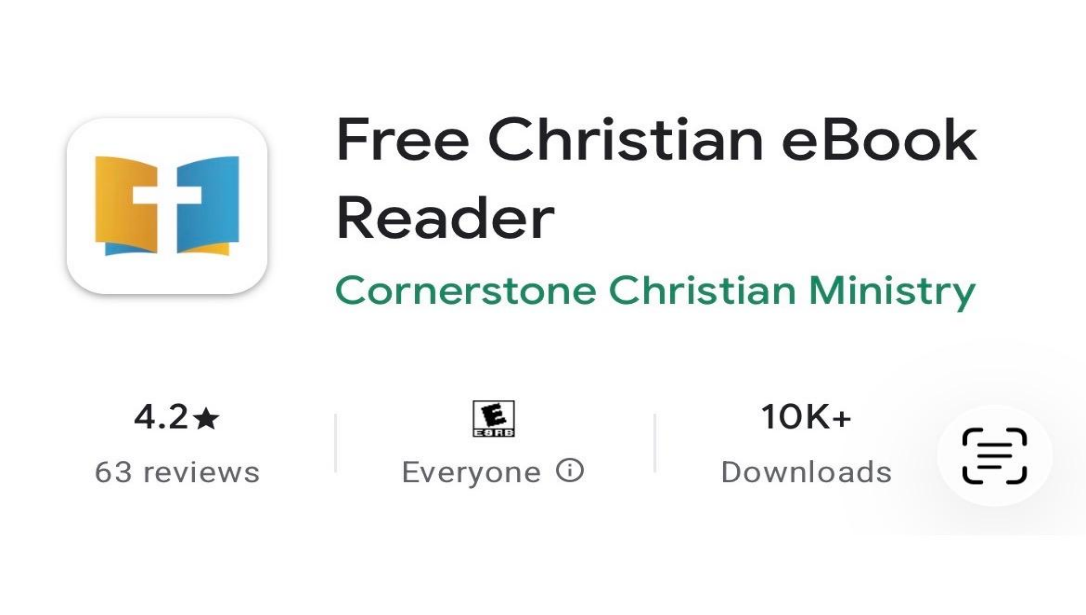 Free Christian eBook
Reader
Cornerstone Christian Ministry
4.2★
E
ESRB
10K+
63 reviews
Everyone
Downloads